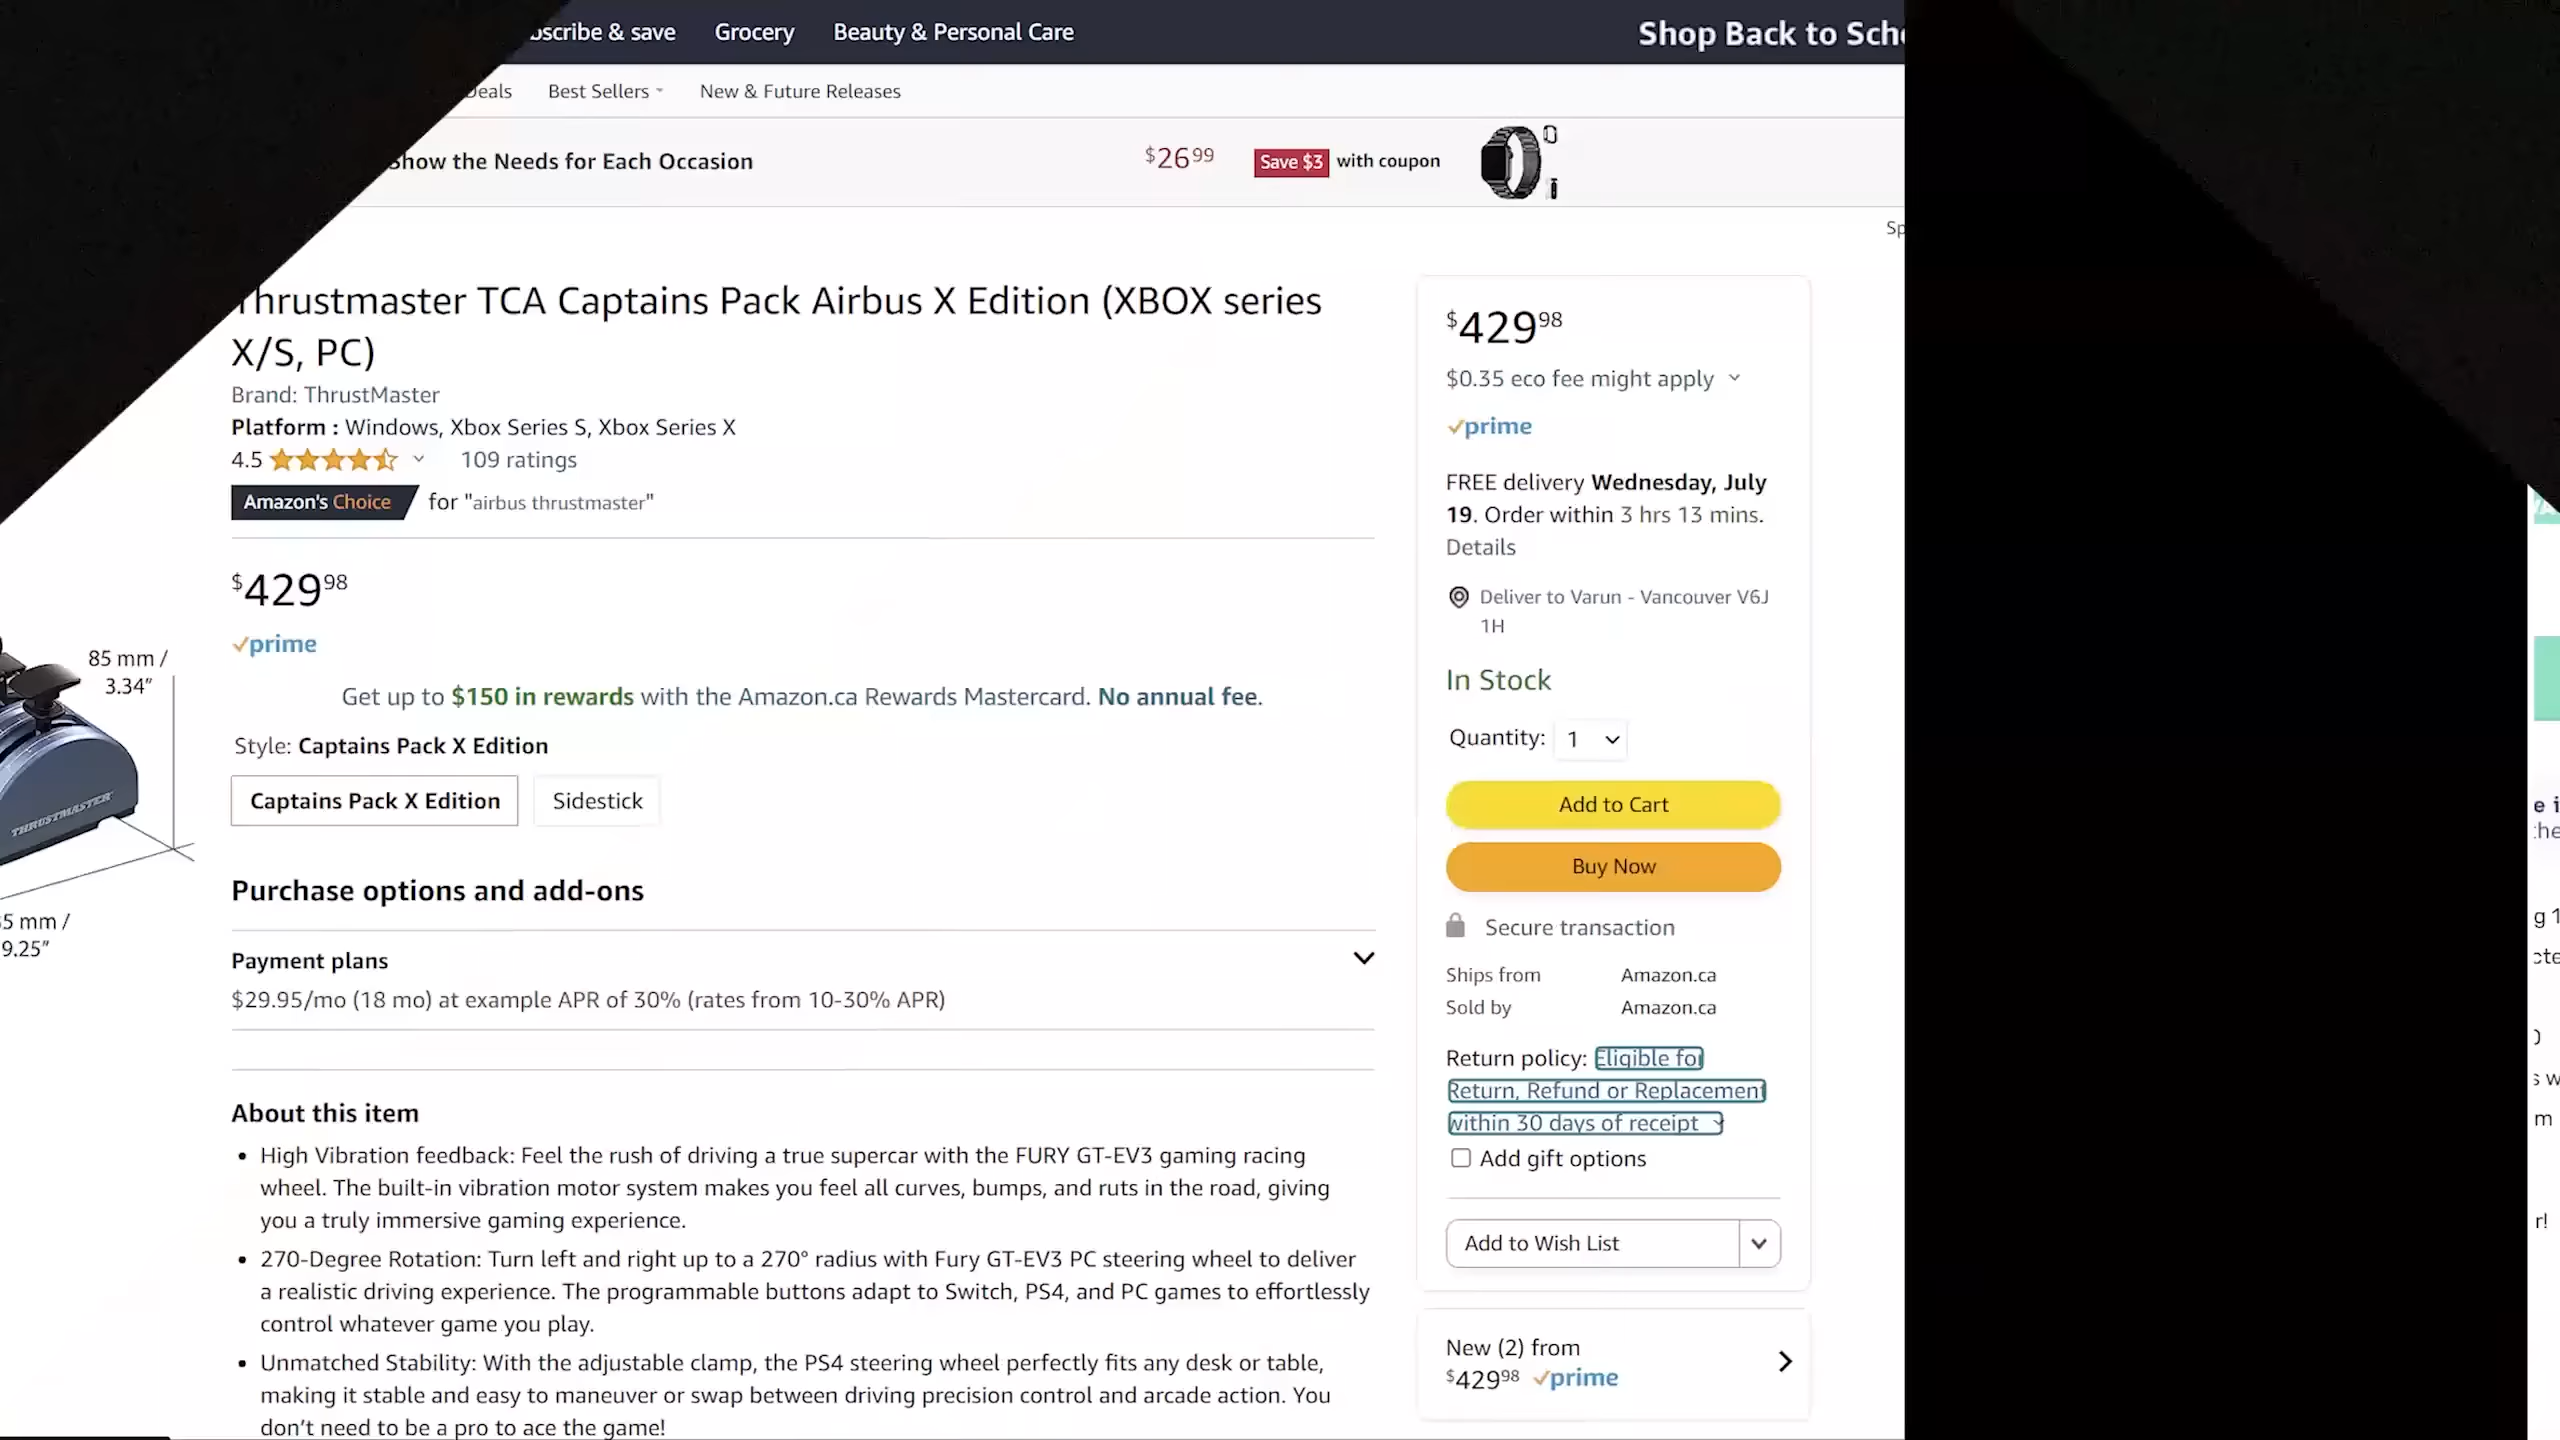 Grocery
Beauty & Personal Care
Shop Back to
& save
Best Sellers
New & Future Releases
Show the Needs for Each Occasion
$26.99
Save $3 with coupon
Thrustmaster TCA Captains Pack Airbus X Edition (XBOX series
X/S, PC)
Brand: ThrustMaster
Platform : Windows, Xbox Series S, Xbox Series X
4.5
109 ratings
Amazon's Choice for "airbus thrustmaster"
$429.98
prime
Get up to $150 in rewards with the Amazon.ca Rewards Mastercard. No annual fee.
Style: Captains Pack X Edition
Captains Pack X Edition
Sidestick
85 mm /
3.34"
THRUSTMASTER
mm /
9.25"
Purchase options and add-ons
Payment plans
$29.95/mo (18 mo) at example APR of 30% (rates from 10-30% APR)
About this item
• High Vibration feedback: Feel the rush of driving a true supercar with the FURY GT-EV3 gaming racing
wheel. The built-in vibration motor system makes you feel all curves, bumps, and ruts in the road, giving
you a truly immersive gaming experience.
• 270-Degree Rotation: Turn left and right up to a 270° radius with Fury GT-EV3 PC steering wheel to deliver
a realistic driving experience. The programmable buttons adapt to Switch, PS4, and PC games to effortlessly
control whatever game you play.
• Unmatched Stability: With the adjustable clamp, the PS4 steering wheel perfectly fits any desk or table,
making it stable and easy to maneuver or swap between driving precision control and arcade action. You
don't need to be a pro to ace the game!
$429.98
$0.35 eco fee might apply
prime
FREE delivery Wednesday, July
19. Order within 3 hrs 13 mins.
Details
Deliver to Varun - Vancouver V6J
1H
In Stock
Quantity: 1
Add to Cart
Buy Now
Secure transaction
Ships from Amazon.ca
Sold by Amazon.ca
Return policy: Eligible for
Return, Refund or Replacement
within 30 days of receipt
Add gift options
Add to Wish List
New (2) from
$429.98 prime